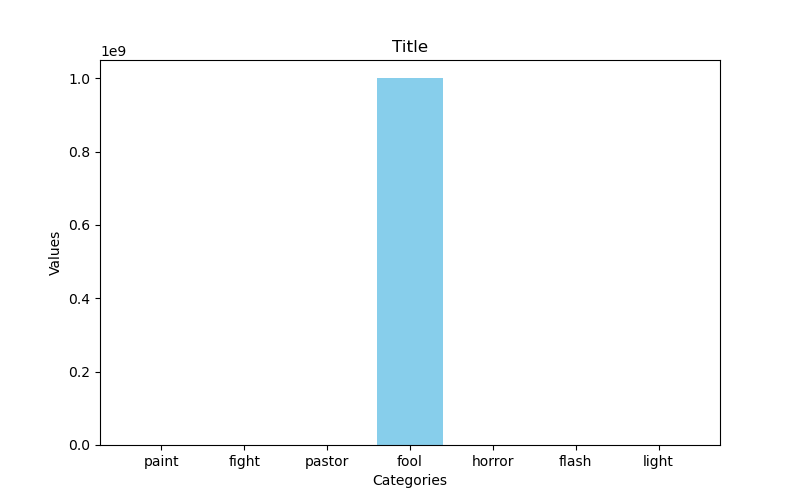 Title
1e9
1.0
0.8
0.6
0.4
0.2
0.0
Values
paint fight pastor fool horror flash light
Categories